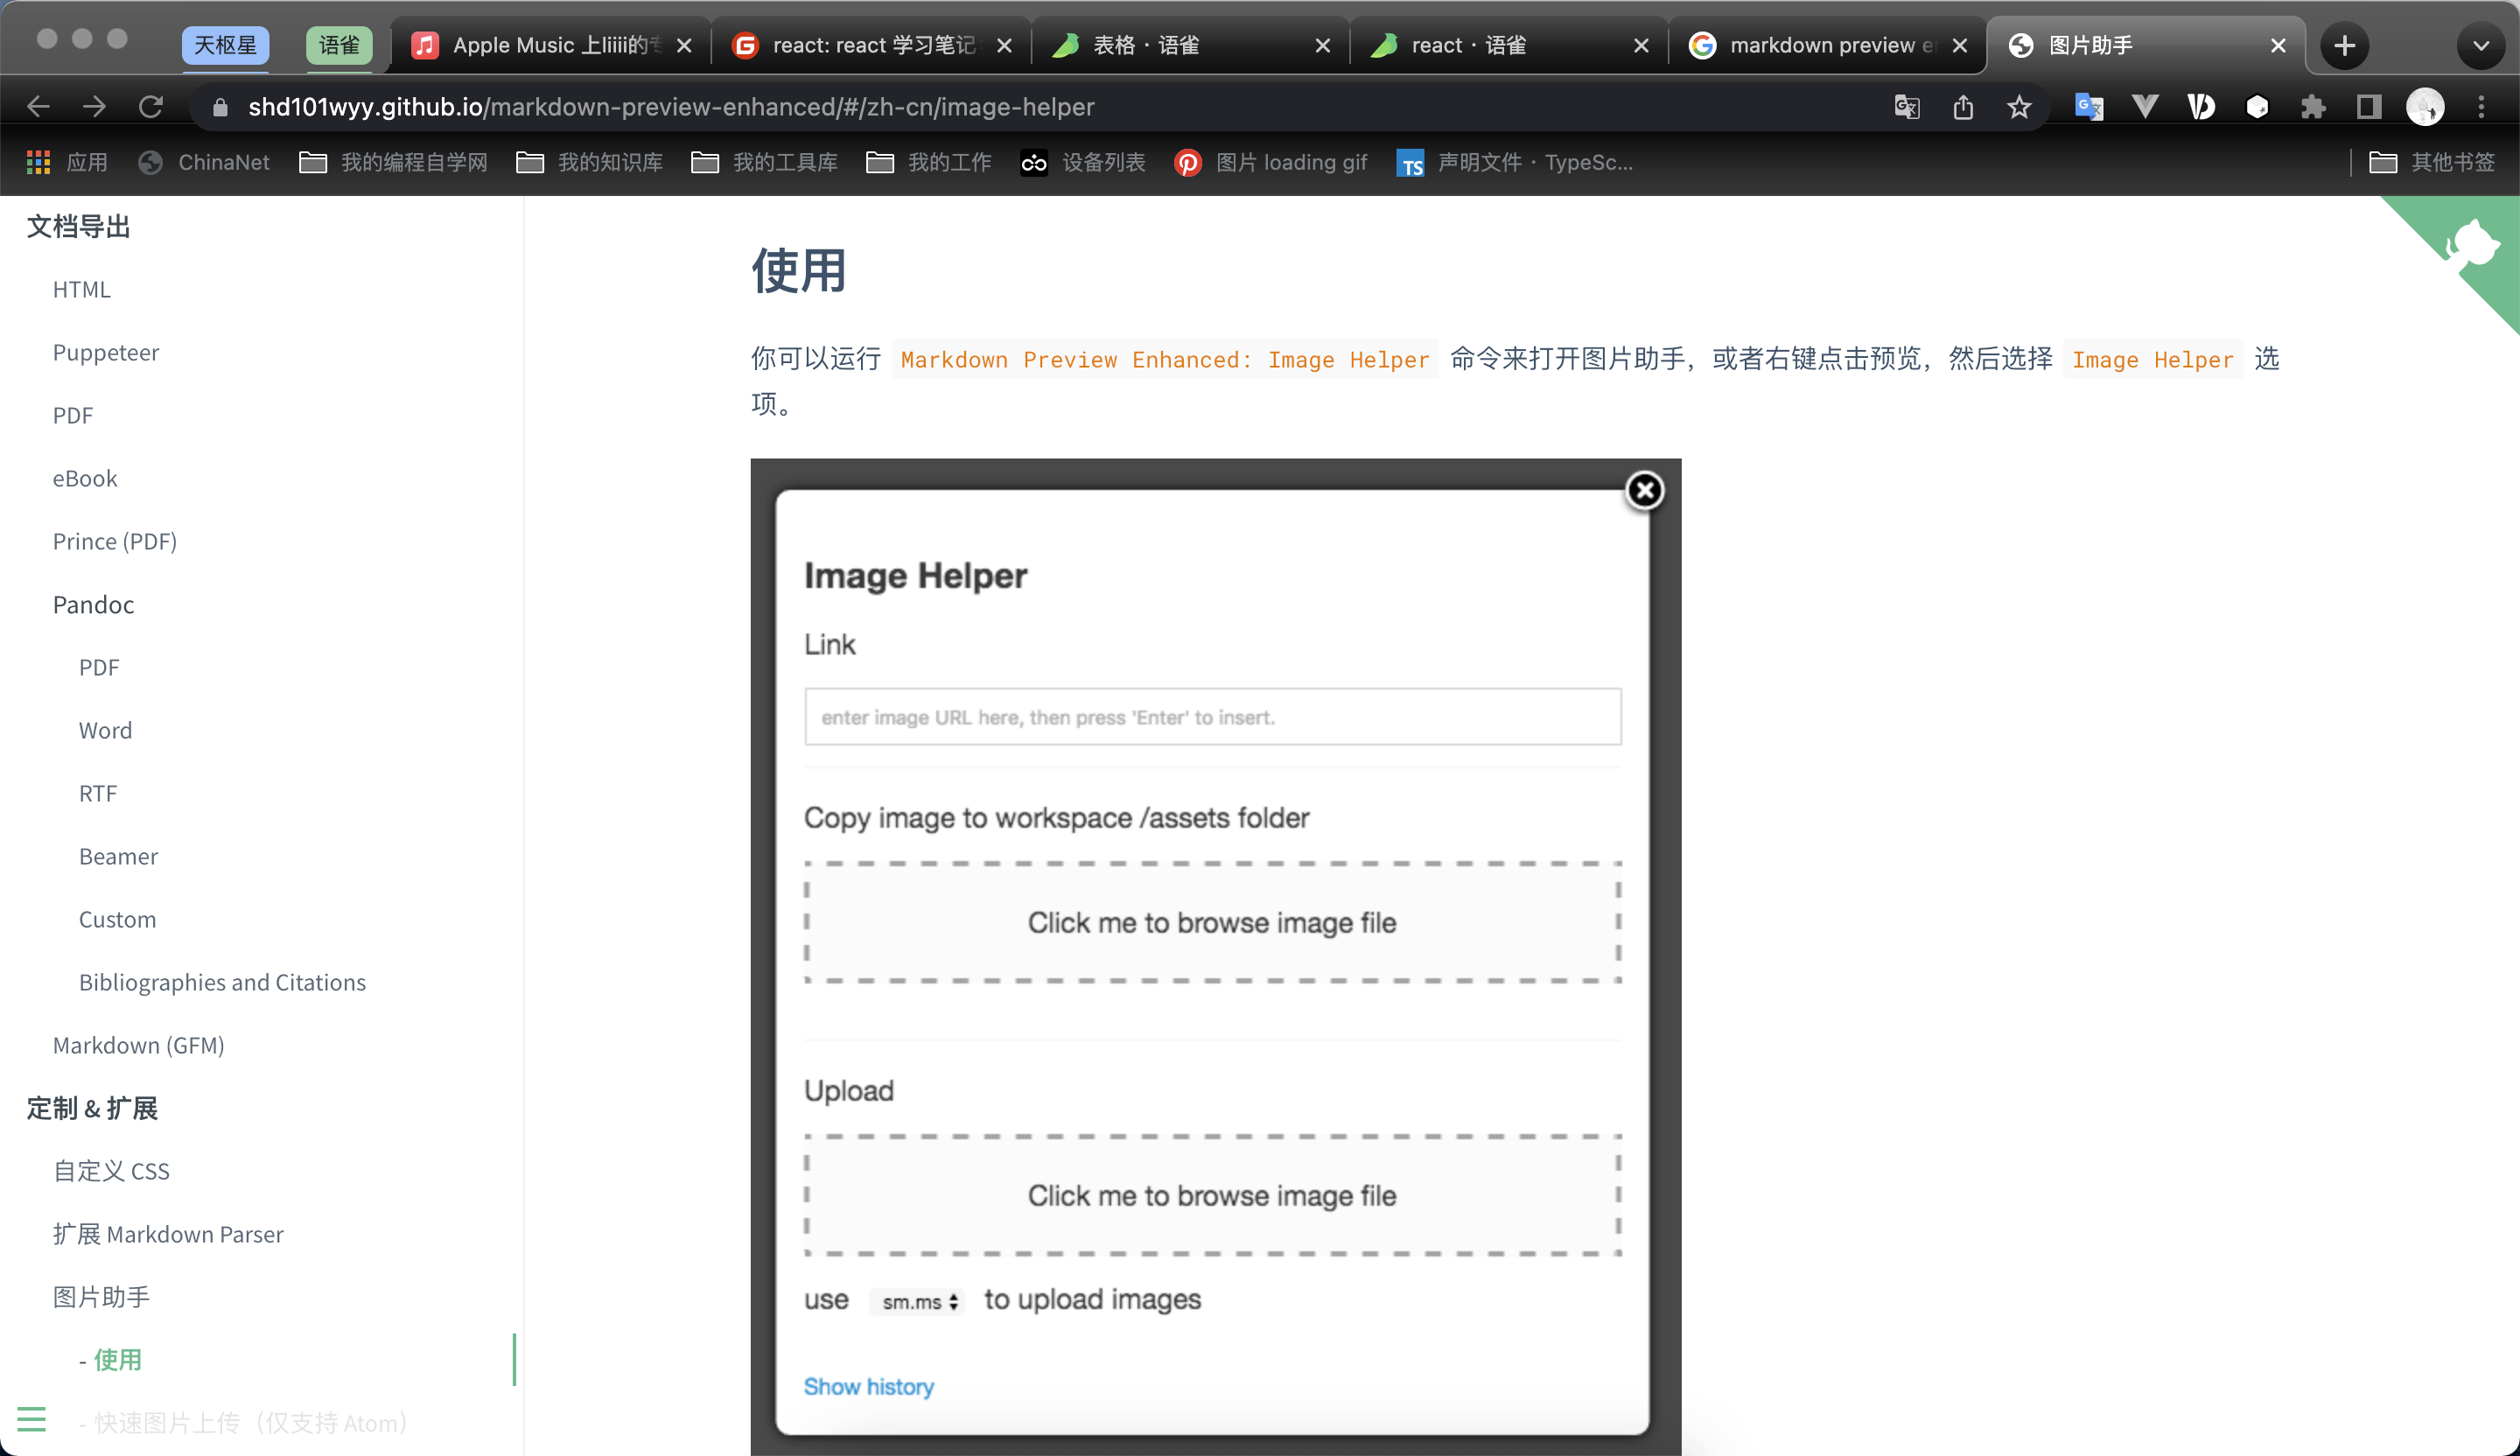 天枢星
语雀
Apple Music 上liiii的专
react: react 学习笔记
表格 · 语雀
react · 语雀
markdown preview e
图片助手
shd101wyy.github.io/markdown-preview-enhanced/#/zh-cn/image-helper
应用
ChinaNet
我的编程自学网
我的知识库
我的工具库
我的工作
设备列表
图片 loading gif
声明文件 · TypeSc...
其他书签
文档导出
HTML
Puppeteer
PDF
eBook
Prince (PDF)
Pandoc
PDF
Word
RTF
Beamer
Custom
Bibliographies and Citations
Markdown (GFM)
定制 & 扩展
自定义 CSS
扩展 Markdown Parser
图片助手
- 使用
- 快速图片上传（仅支持 Atom）
使用
你可以运行 Markdown Preview Enhanced: Image Helper 命令来打开图片助手，或者右键点击预览，然后选择 Image Helper 选
项。
Image Helper
Link
enter image URL here, then press 'Enter' to insert.
Copy image to workspace /assets folder
Click me to browse image file
Upload
Click me to browse image file
use sm.ms to upload images
Show history